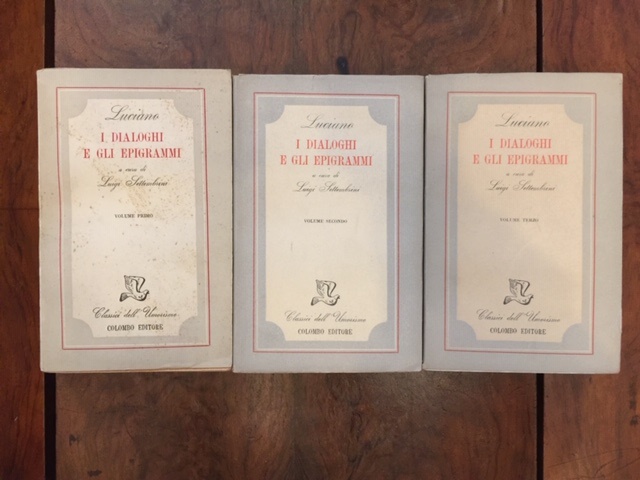 Luciano
I DIALOGHI
E GLI EPIGRAMMI
a cura di
Luigi Settembrini
VOLUME PRIMO
Classici dell' Umanesimo
COLOMBO EDITORE
Luciano
I DIALOGHI
E GLI EPIGRAMMI
a cura di
Luigi Settembrini
VOLUME SECONDO
Classici dell' Umanesimo
COLOMBO EDITORE
Luciano
I DIALOGHI
E GLI EPIGRAMMI
a cura di
Luigi Settembrini
VOLUME TERZO
Classici dell' Umanesimo
COLOMBO EDITORE